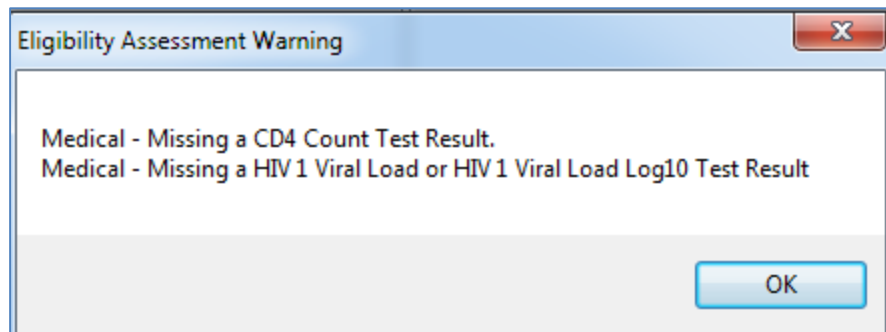 Eligibility Assessment Warning
Medical - Missing a CD4 Count Test Result.
Medical - Missing a HIV 1 Viral Load or HIV 1 Viral Load Log10 Test Result
OK